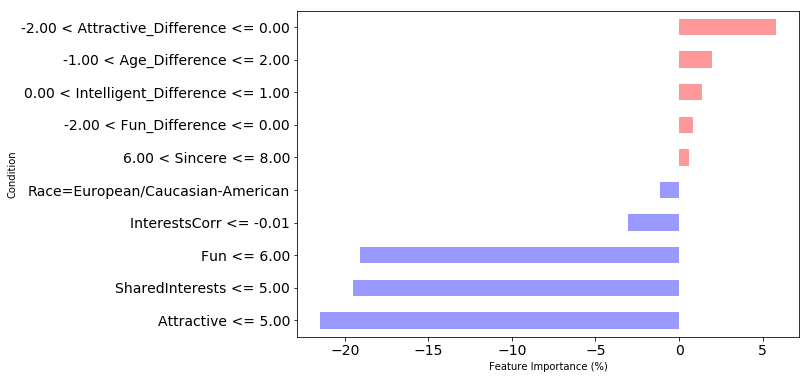 -2.00 < Attractive_Difference <= 0.00
-1.00 < Age_Difference <= 2.00
0.00 < Intelligent_Difference <= 1.00
-2.00 < Fun_Difference <= 0.00
6.00 < Sincere <= 8.00
Race=European/Caucasian-American
InterestsCorr <= -0.01
Fun <= 6.00
SharedInterests <= 5.00
Attractive <= 5.00
Condition
−20 −15 −10 −5 0 5
Feature Importance (%)